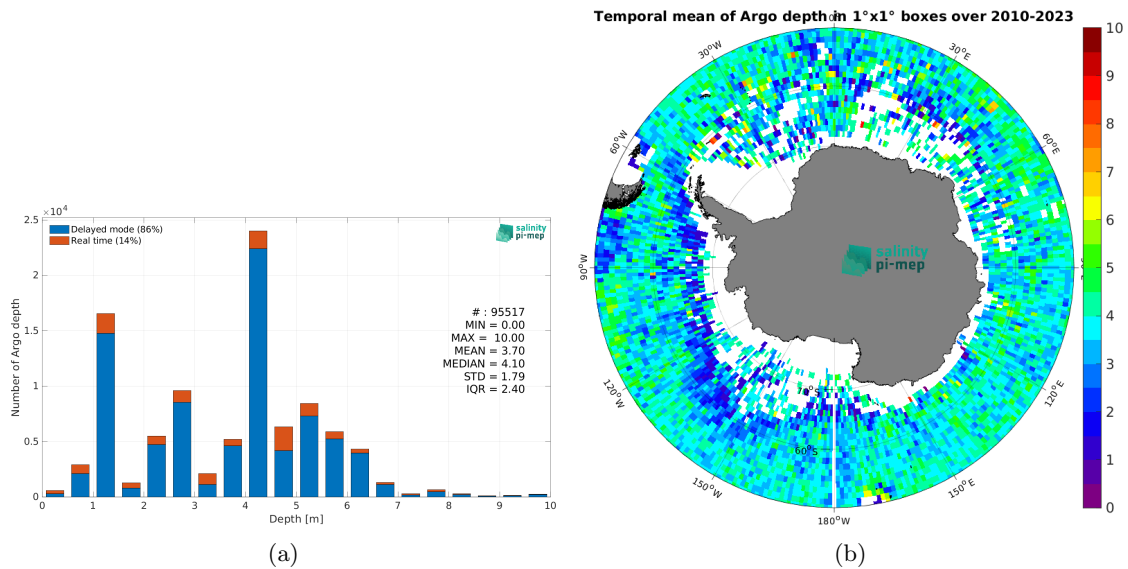 ×10⁴
2.5
2
1.5
1
0.5
0
Number of Argo depth
Delayed mode (86%)
Real time (14%)
salinity
pi-mep
# : 95517
MIN = 0.00
MAX = 10.00
MEAN = 3.70
MEDIAN = 4.10
STD = 1.79
IQR = 2.40
0 1 2 3 4 5 6 7 8 9 10
Depth [m]
(a)
Temporal mean of Argo depth in 1°x1° boxes over 2010-2023
30°W
30°E
60°W
60°E
90°W
salinity
pi-mep
120°W
120°E
70°S
60°S
150°W
150°E
180°W
10
9
8
7
6
5
4
3
2
1
0
(b)